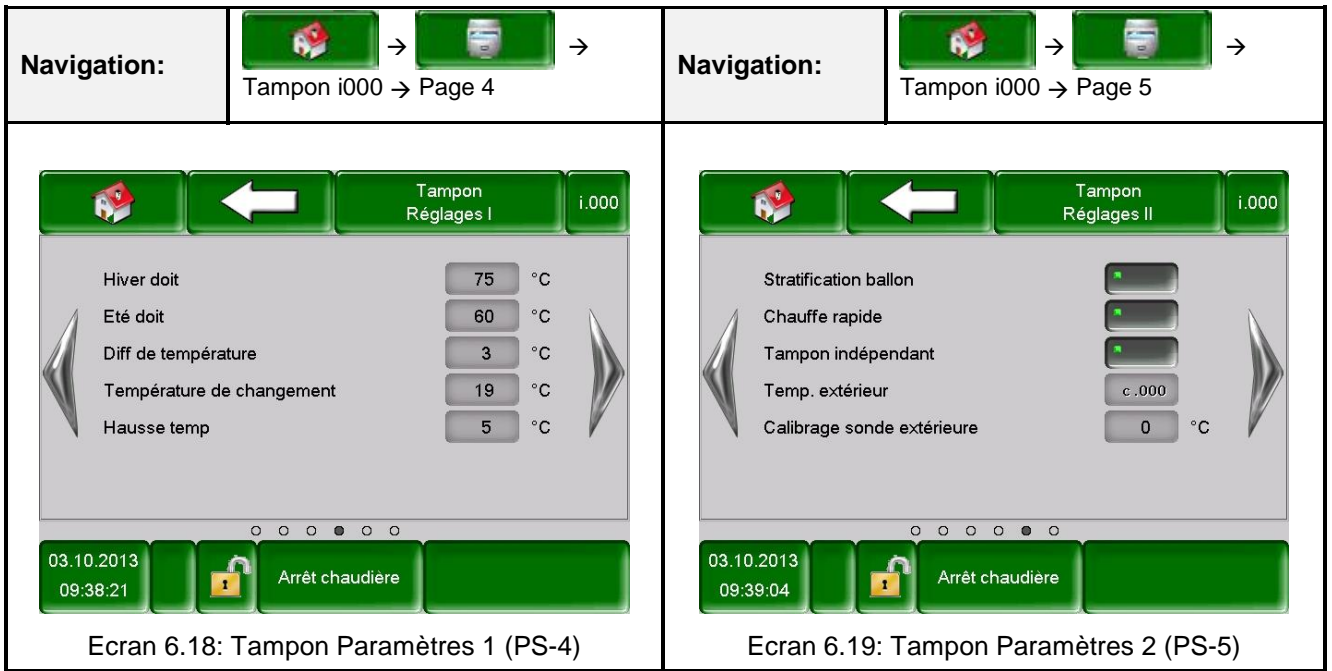 Navigation:
→ →
Tampon i000 → Page 4
Tampon
Réglages I
i.000
Hiver doit 75 °C
Eté doit 60 °C
Diff de température 3 °C
Température de changement 19 °C
Hausse temp 5 °C
03.10.2013
09:38:21
Arrêt chaudière
Ecran 6.18: Tampon Paramètres 1 (PS-4)
Navigation:
→ →
Tampon i000 → Page 5
Tampon
Réglages II
i.000
Stratification ballon
Chauffe rapide
Tampon indépendant
Temp. extérieur c.000
Calibrage sonde extérieure 0 °C
03.10.2013
09:39:04
Arrêt chaudière
Ecran 6.19: Tampon Paramètres 2 (PS-5)